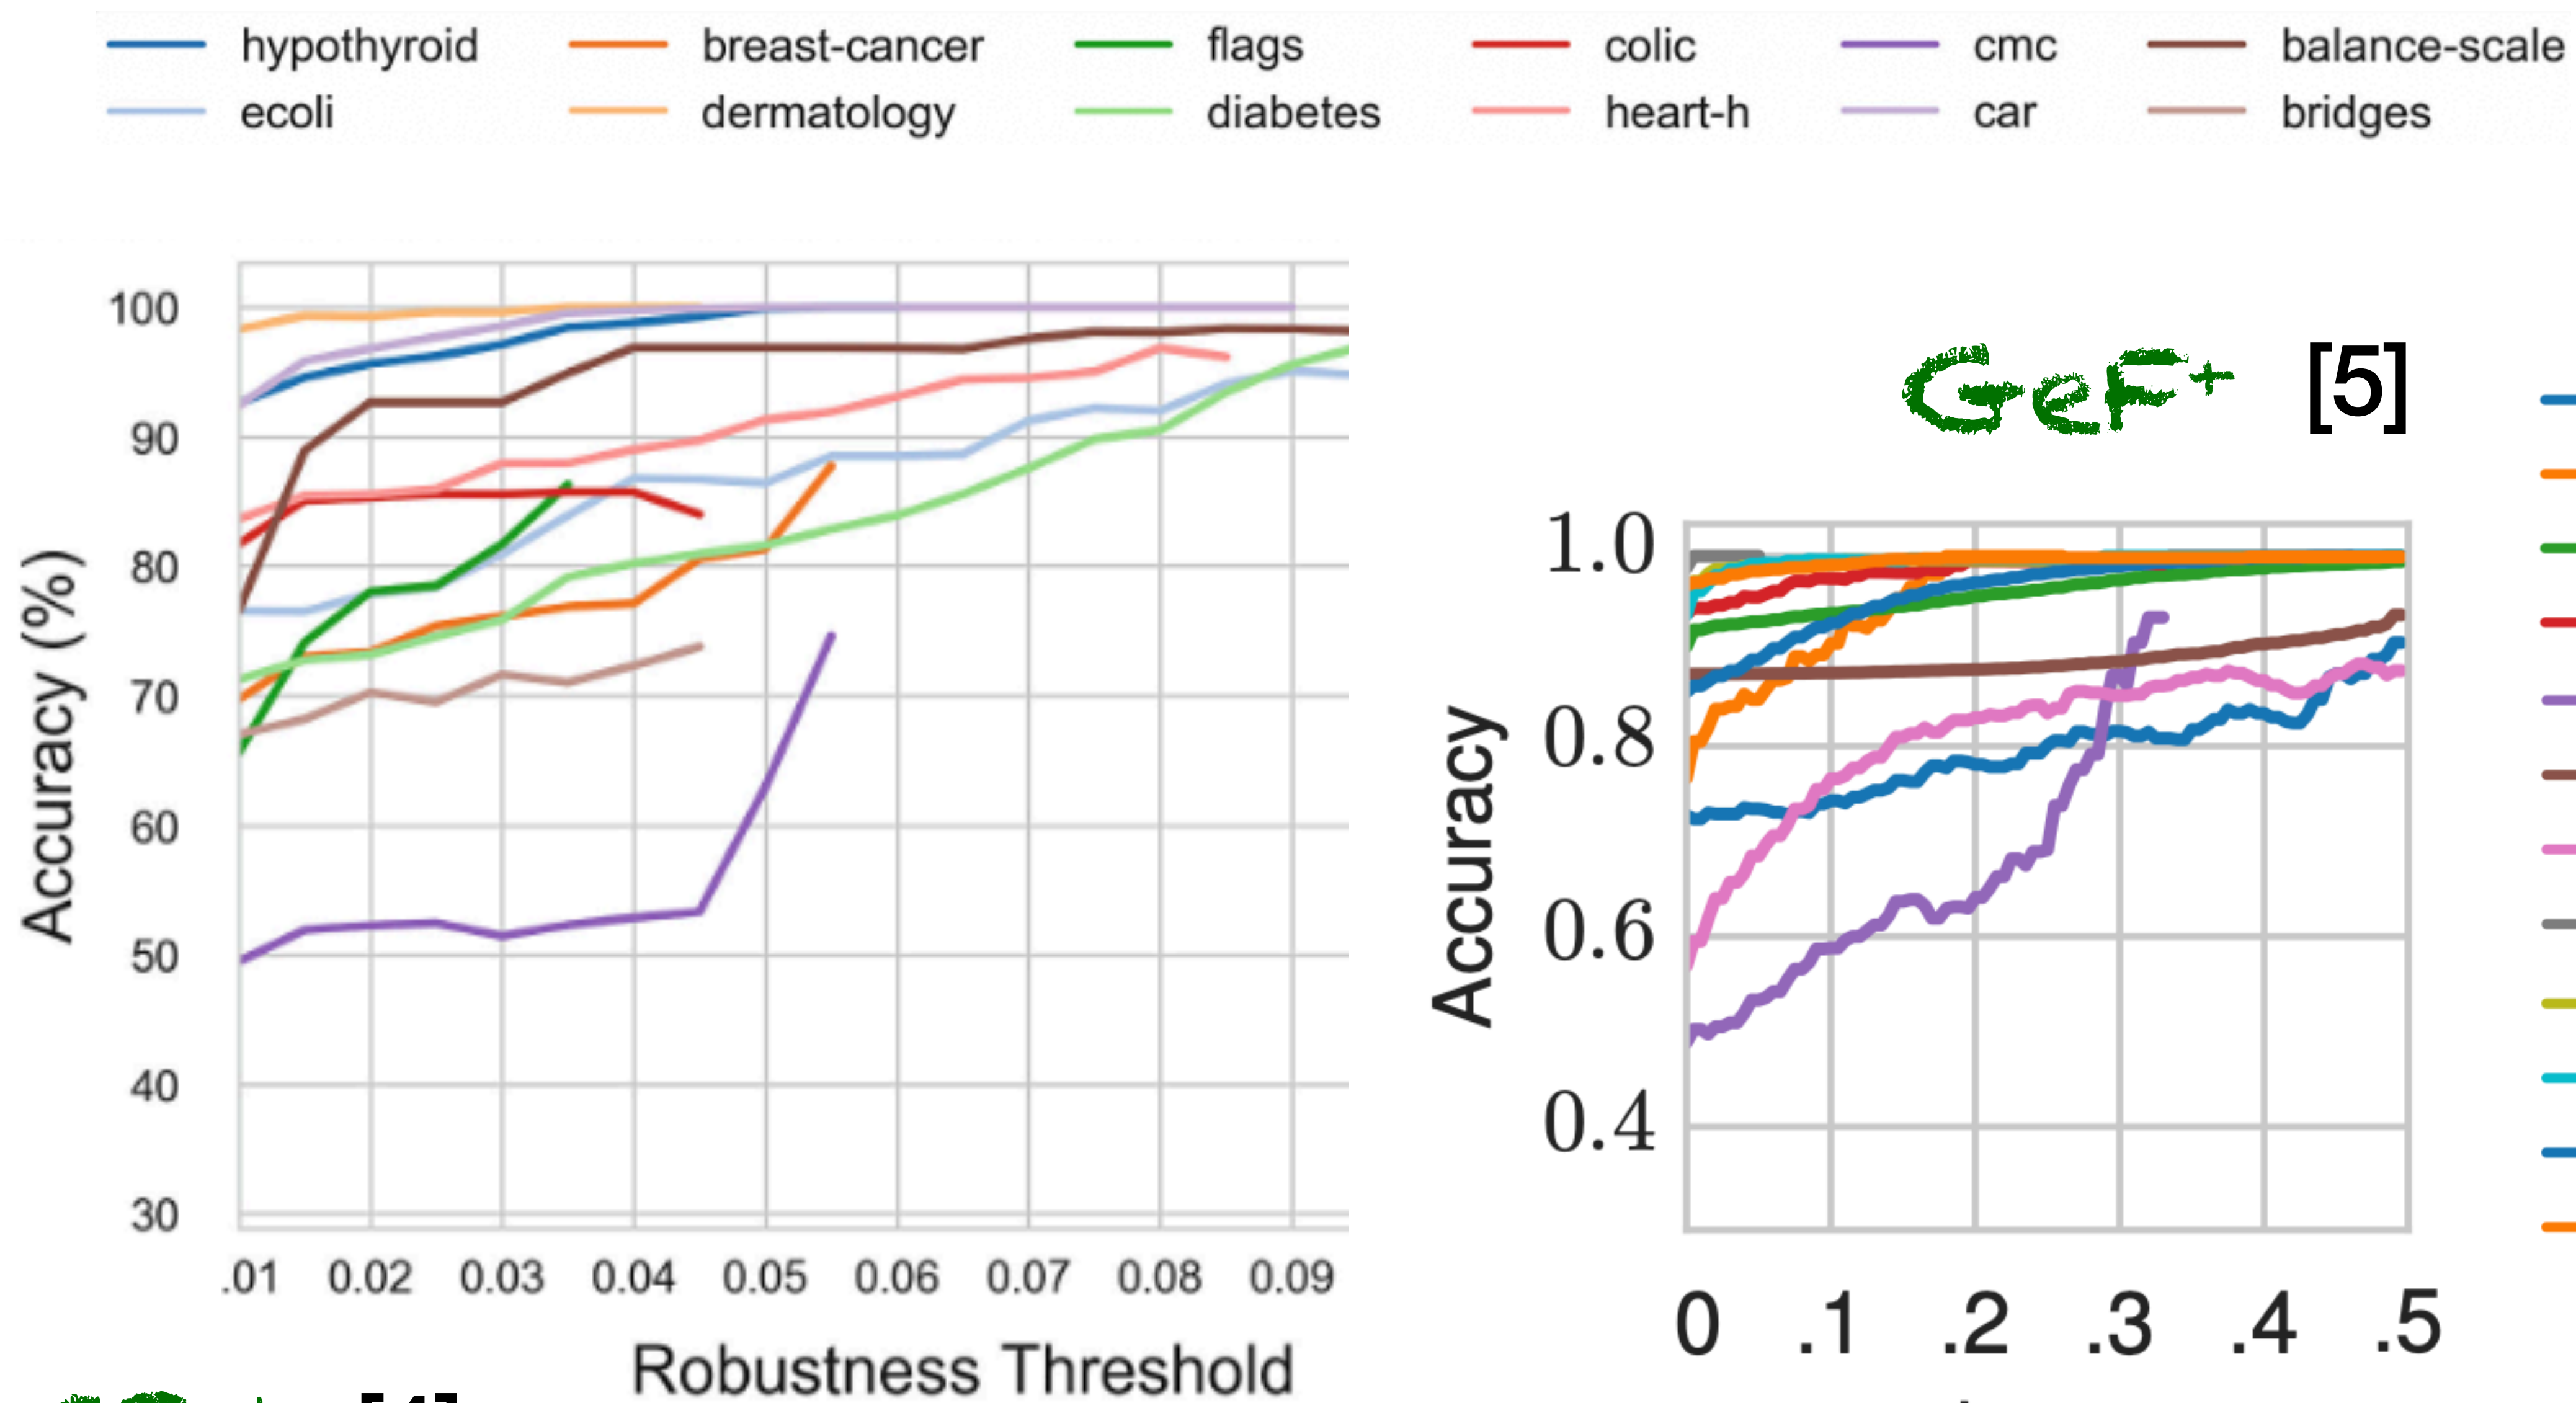 hypothyroid breast-cancer flags colic cmc balance-scale
ecoli dermatology diabetes heart-h car bridges
100
90
80
70
60
50
40
30
Accuracy (%)
.01 0.02 0.03 0.04 0.05 0.06 0.07 0.08 0.09
Robustness Threshold
GeF+ [5]
1.0
0.8
0.6
0.4
Accuracy
0 .1 .2 .3 .4 .5